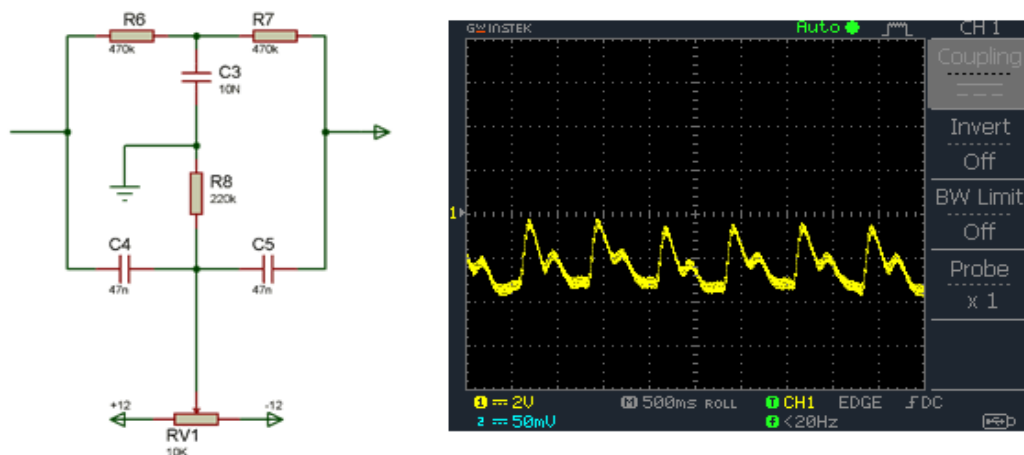 R6
470k
R7
470k
C3
10N
R8
220k
C4
47n
C5
47n
+12
-12
RV1
10K
GWINSTEK
Auto
CH 1
Coupling
Invert
Off
BW Limit
Off
Probe
x 1
1
1 2V
M 500ms ROLL
T CH1 EDGE DC
2 50mV
f <20Hz